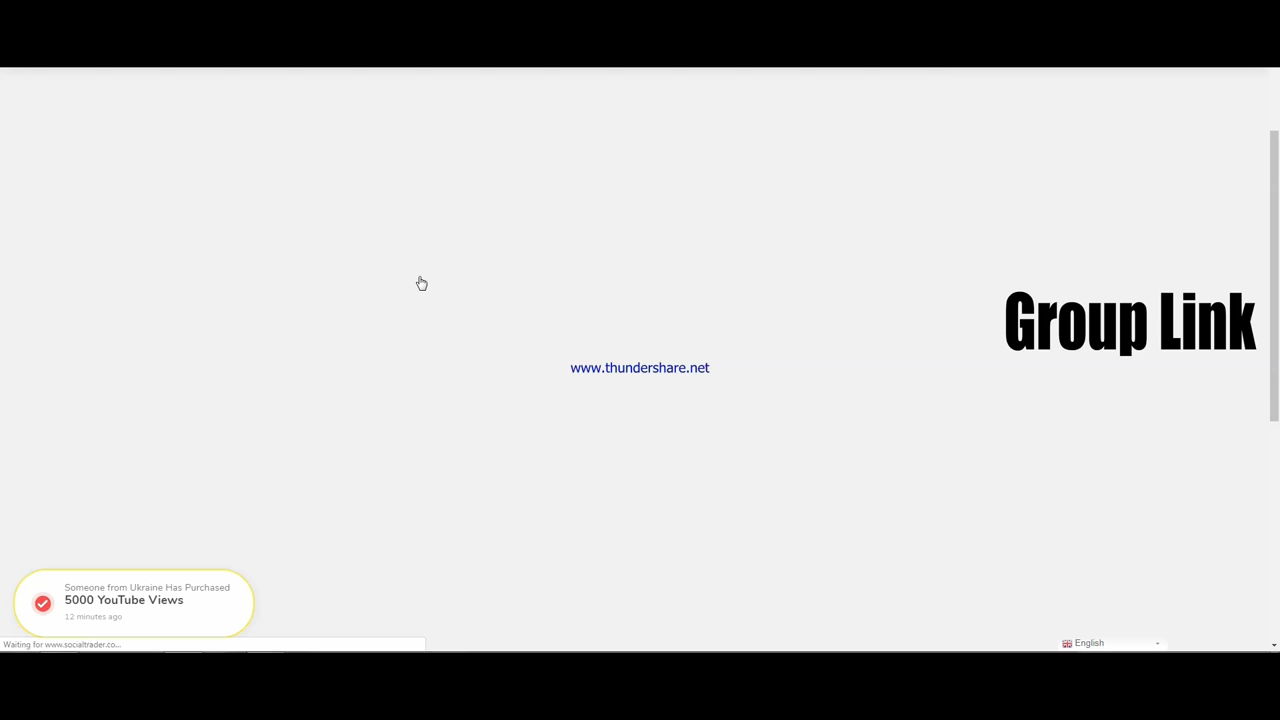 Group Link
www.thundershare.net
Someone from Ukraine Has Purchased
5000 YouTube Views
12 minutes ago
Waiting for www.socialtrader.co...
English